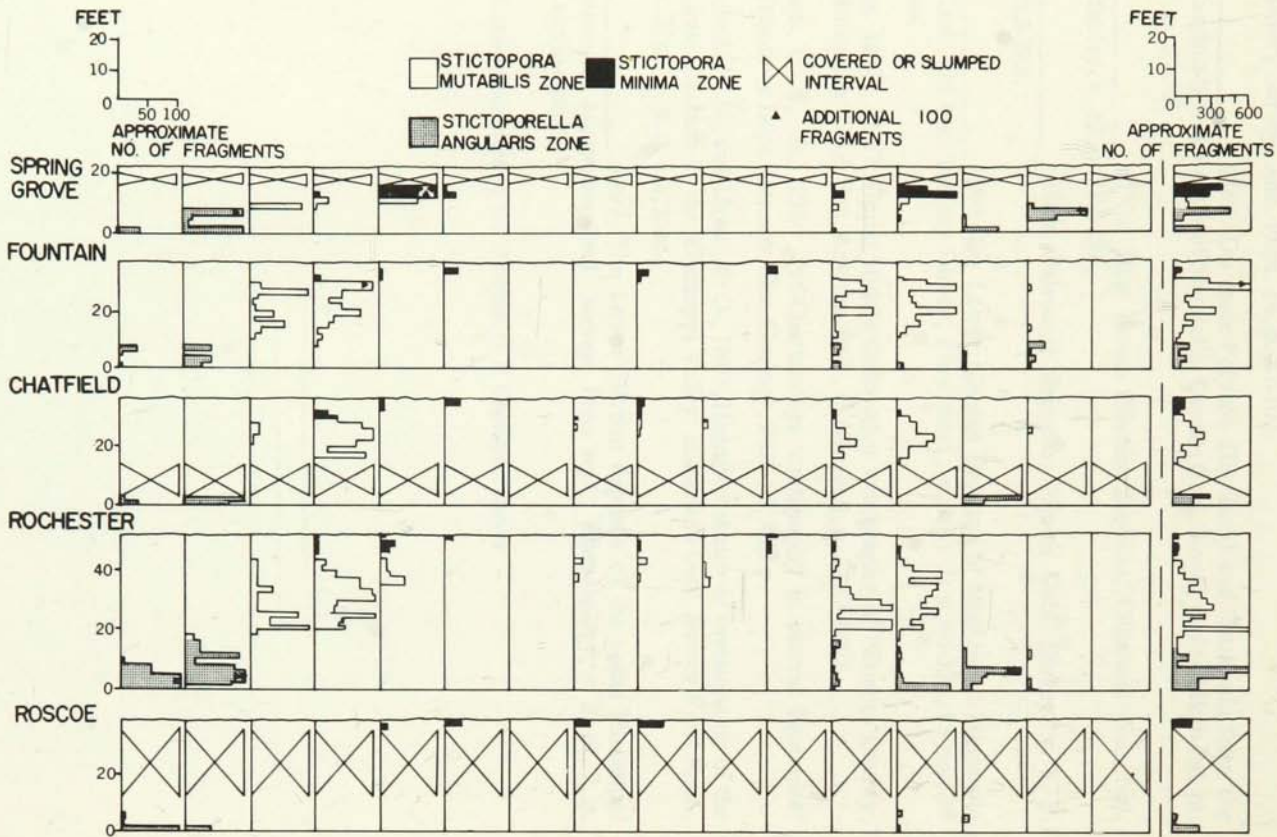 FEET
20
10
0
50 100
APPROXIMATE
NO. OF FRAGMENTS
STICTOPORA
MUTABILIS ZONE
STICTOPORA
MINIMA ZONE
COVERED OR SLUMPED
INTERVAL
STICTOPORELLA
ANGULARIS ZONE
▲ ADDITIONAL 100
FRAGMENTS
FEET
20
10
0
300 600
APPROXIMATE
NO. OF FRAGMENTS
SPRING
GROVE
20
0
FOUNTAIN
20
0
CHATFIELD
20
0
ROCHESTER
40
20
0
ROSCOE
20
0